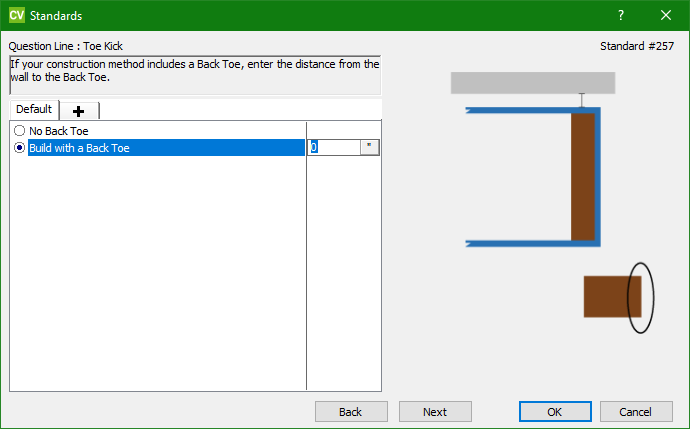 CV Standards ?
Question Line : Toe Kick
Standard #257
If your construction method includes a Back Toe, enter the distance from the
wall to the Back Toe.
Default
No Back Toe
Build with a Back Toe 0 "
Back Next OK Cancel